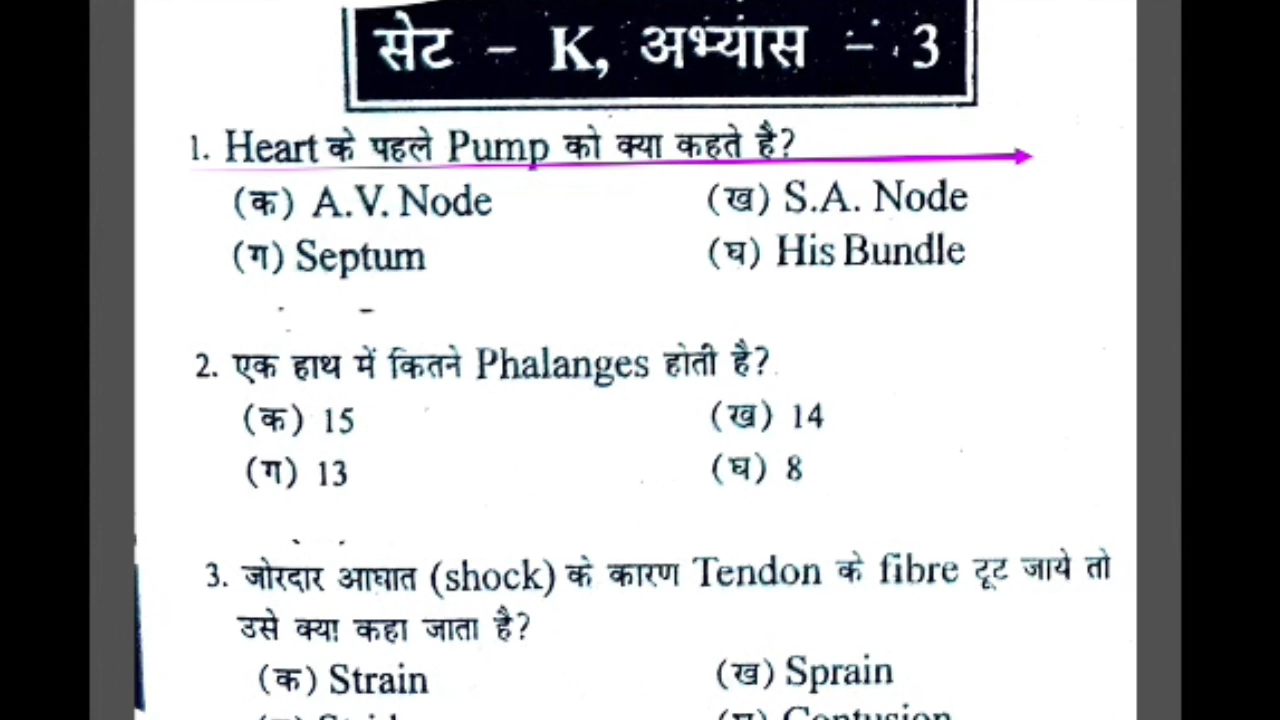 सेट - K, अभ्यास - 3
1. Heart के पहले Pump को क्या कहते है?
(क) A.V. Node (ख) S.A. Node
(ग) Septum (घ) His Bundle
2. एक हाथ में कितने Phalanges होती है?
(क) 15 (ख) 14
(ग) 13 (घ) 8
3. जोरदार आघात (shock) के कारण Tendon के fibre टूट जाये तो
उसे क्या कहा जाता है?
(क) Strain (ख) Sprain
Contusion